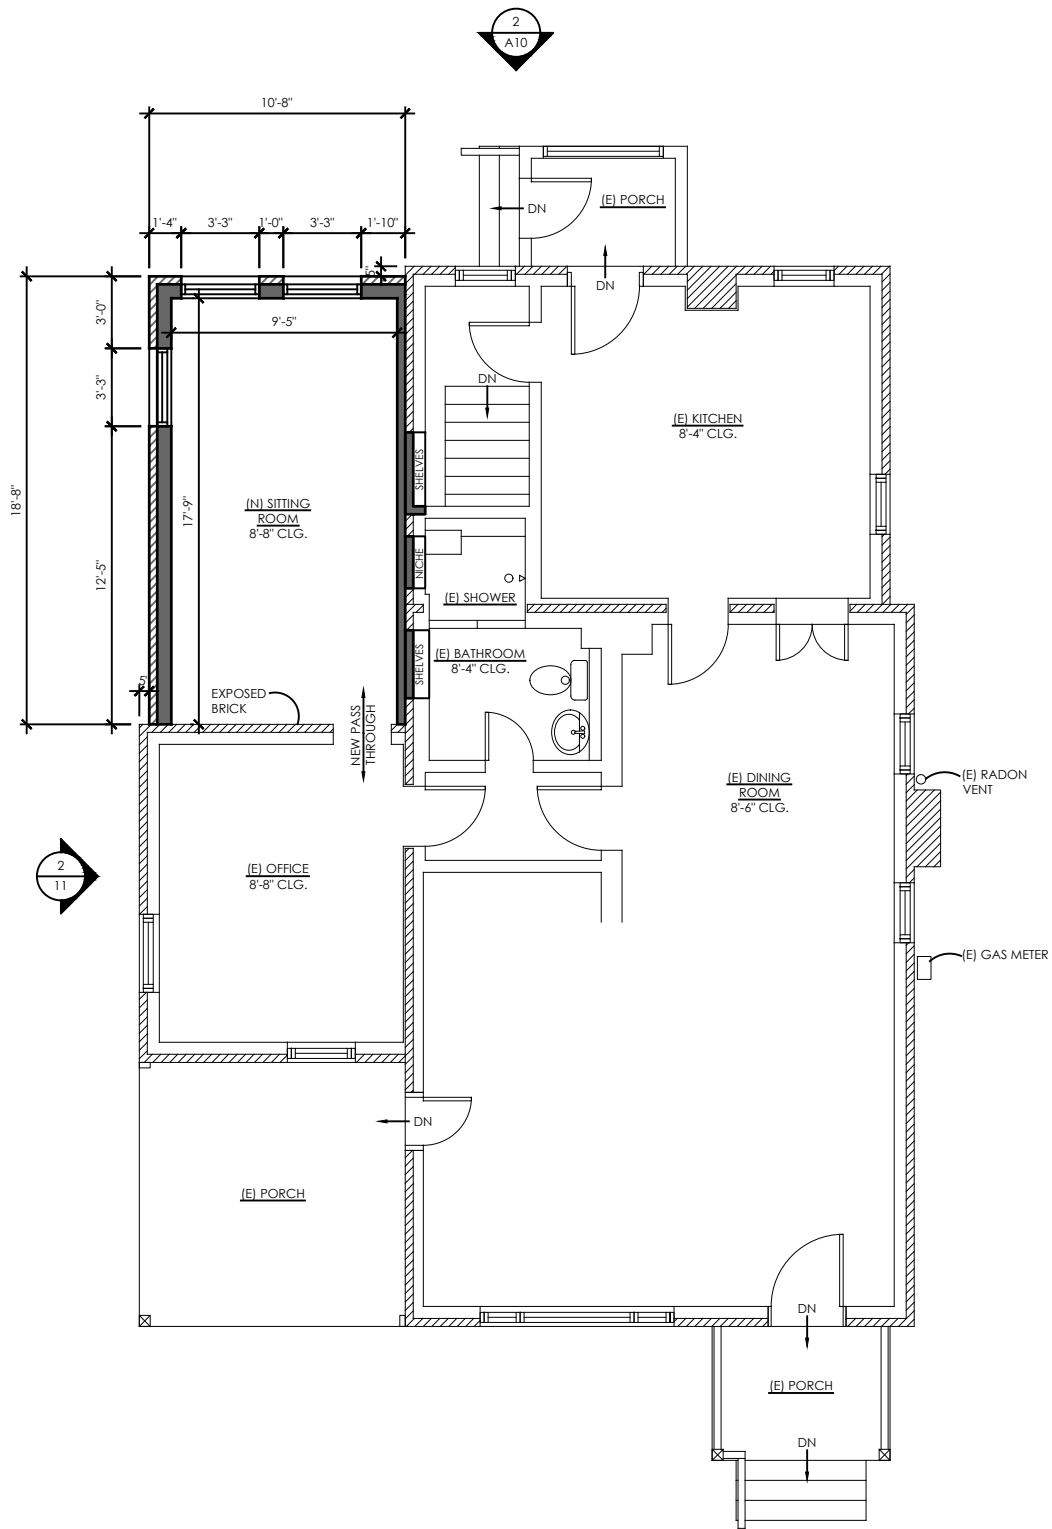 2
A10
10'-8"
1'-4"
3'-3"
1'-0"
3'-3"
1'-10"
5"
DN
(E) PORCH
DN
3'-0"
9'-5"
3'-3"
DN
(E) KITCHEN
8'-4" CLG.
SHELVES
18'-8"
17'-9"
(N) SITTING
ROOM
8'-8" CLG.
12'-5"
NICHE
(E) SHOWER
SHELVES
(E) BATHROOM
8'-4" CLG.
5"
EXPOSED
BRICK
NEW PASS
THROUGH
(E) DINING
ROOM
8'-6" CLG.
(E) RADON
VENT
2
11
(E) OFFICE
8'-8" CLG.
(E) GAS METER
DN
(E) PORCH
DN
(E) PORCH
DN